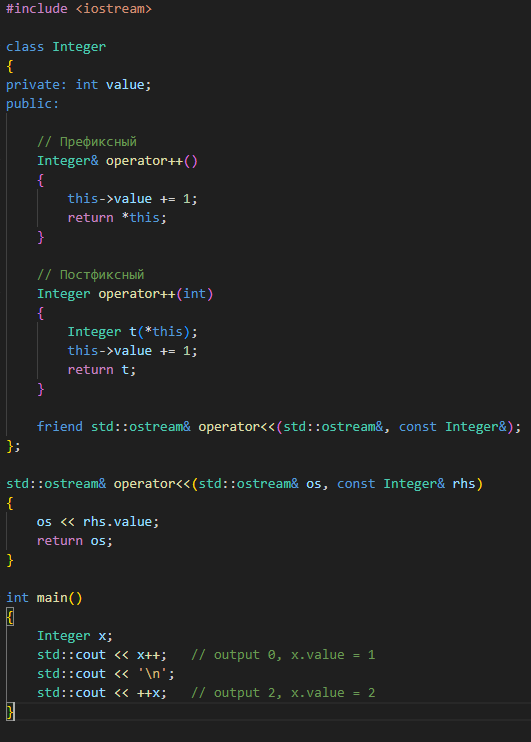 #include <iostream>
class Integer
{
private: int value;
public:
// Префиксный
Integer& operator++()
{
this->value += 1;
return *this;
}
// Постфиксный
Integer operator++(int)
{
Integer t(*this);
this->value += 1;
return t;
}
friend std::ostream& operator<<(std::ostream&, const Integer&);
};
std::ostream& operator<<(std::ostream& os, const Integer& rhs)
{
os << rhs.value;
return os;
}
int main()
{
Integer x;
std::cout << x++;   // output 0, x.value = 1
std::cout << '\n';
std::cout << ++x;   // output 2, x.value = 2
}